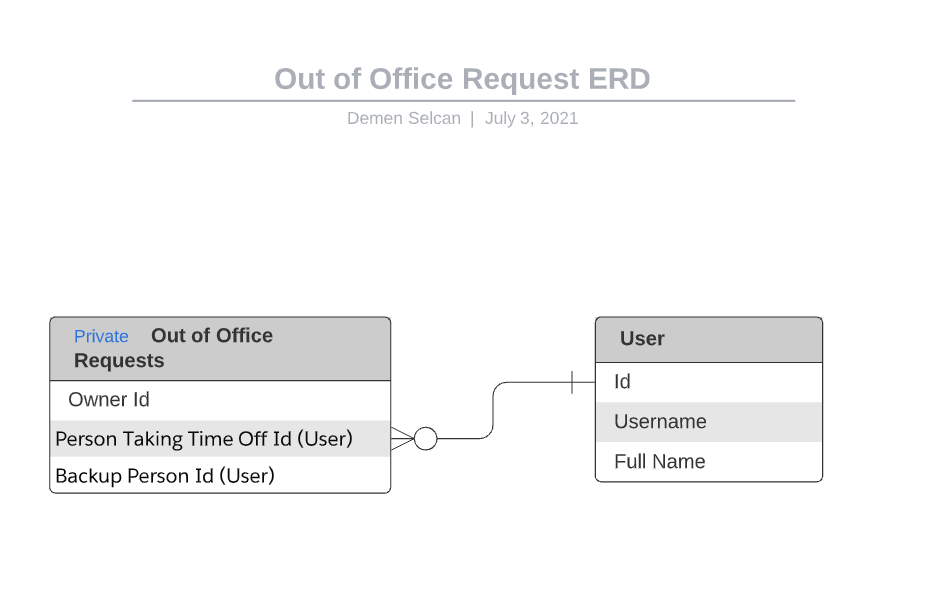 Out of Office Request ERD
Demen Selcan | July 3, 2021
Private Out of Office
Requests
Owner Id
Person Taking Time Off Id (User)
Backup Person Id (User)
User
Id
Username
Full Name